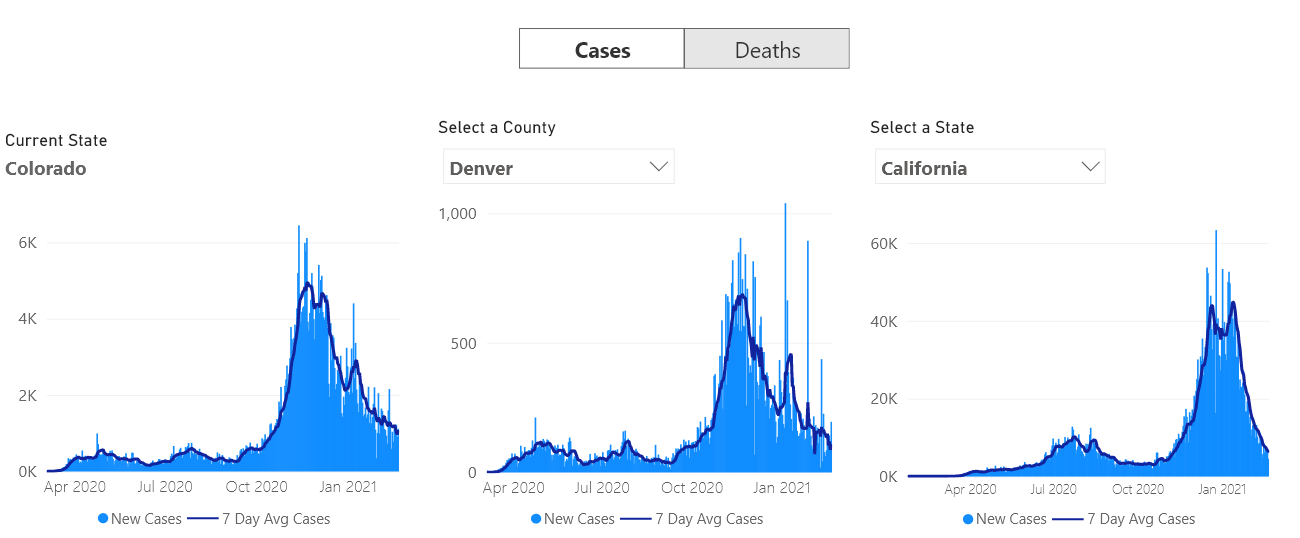 Cases
Deaths
Current State
Colorado
Select a County
Denver
Select a State
California
6K
4K
2K
0K
Apr 2020
Jul 2020
Oct 2020
Jan 2021
New Cases
7 Day Avg Cases
1,000
500
0
Apr 2020
Jul 2020
Oct 2020
Jan 2021
New Cases
7 Day Avg Cases
60K
40K
20K
0K
Apr 2020
Jul 2020
Oct 2020
Jan 2021
New Cases
7 Day Avg Cases